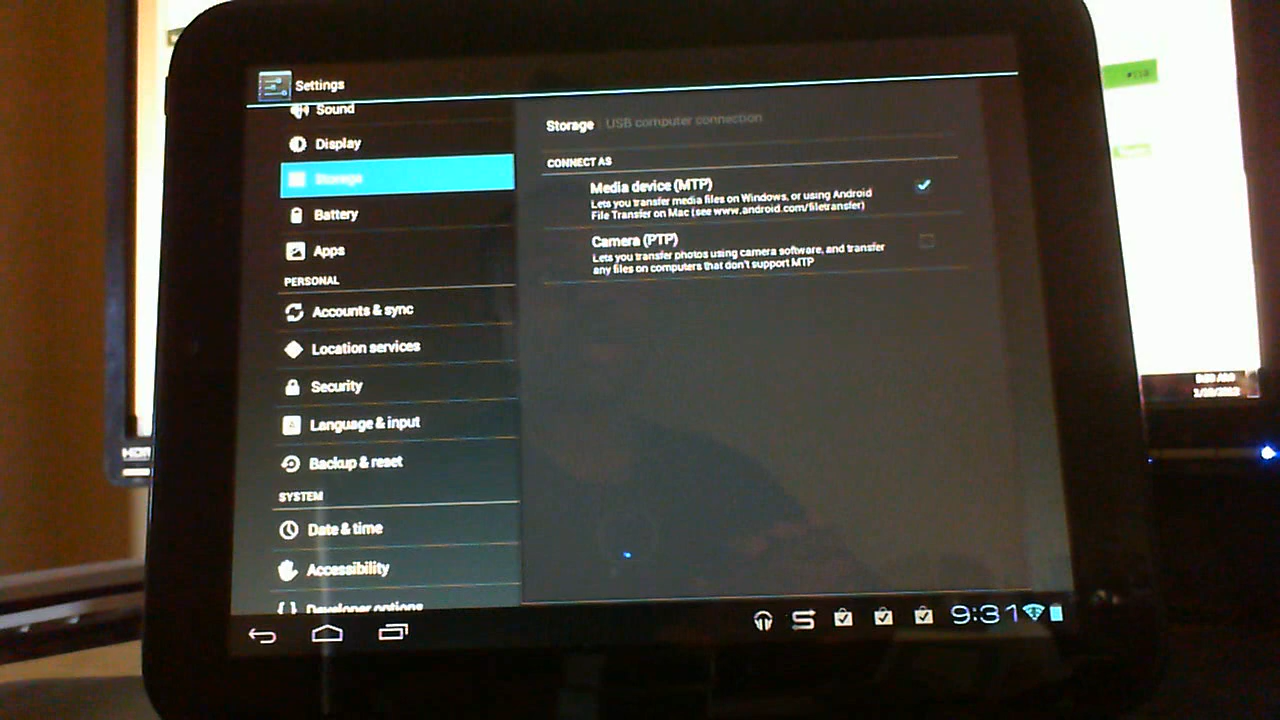 Settings
Sound
Display
Storage
Battery
Apps
PERSONAL
Accounts & sync
Location services
Security
Language & input
Backup & reset
SYSTEM
Date & time
Accessibility
Developer options
Storage USB computer connection
CONNECT AS
Media device (MTP)
Lets you transfer media files on Windows, or using Android
File Transfer on Mac (see www.android.com/filetransfer)
Camera (PTP)
Lets you transfer photos using camera software, and transfer
any files on computers that don't support MTP
9:31